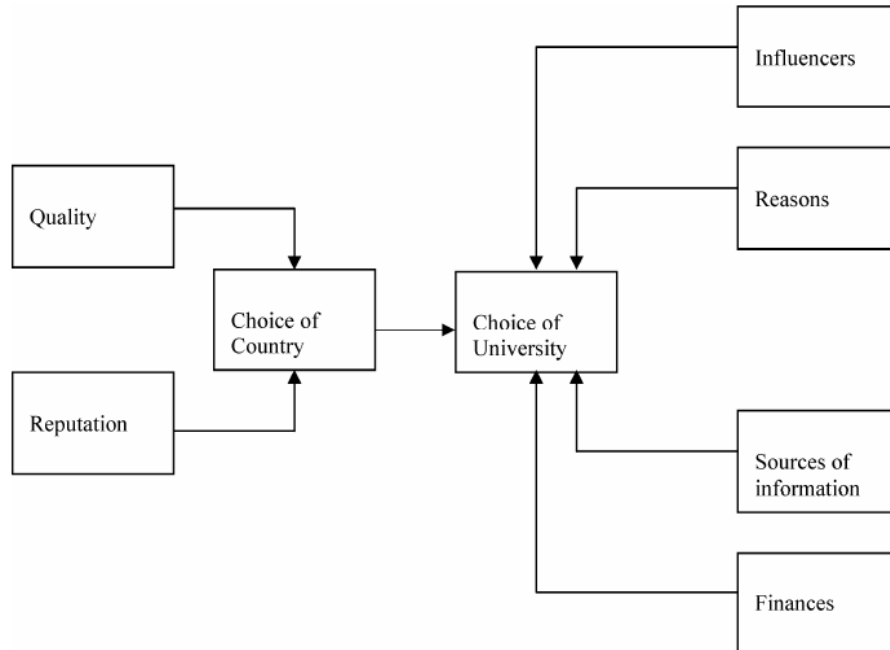 Influencers
Reasons
Quality
Choice of
Country
Choice of
University
Reputation
Sources of
information
Finances